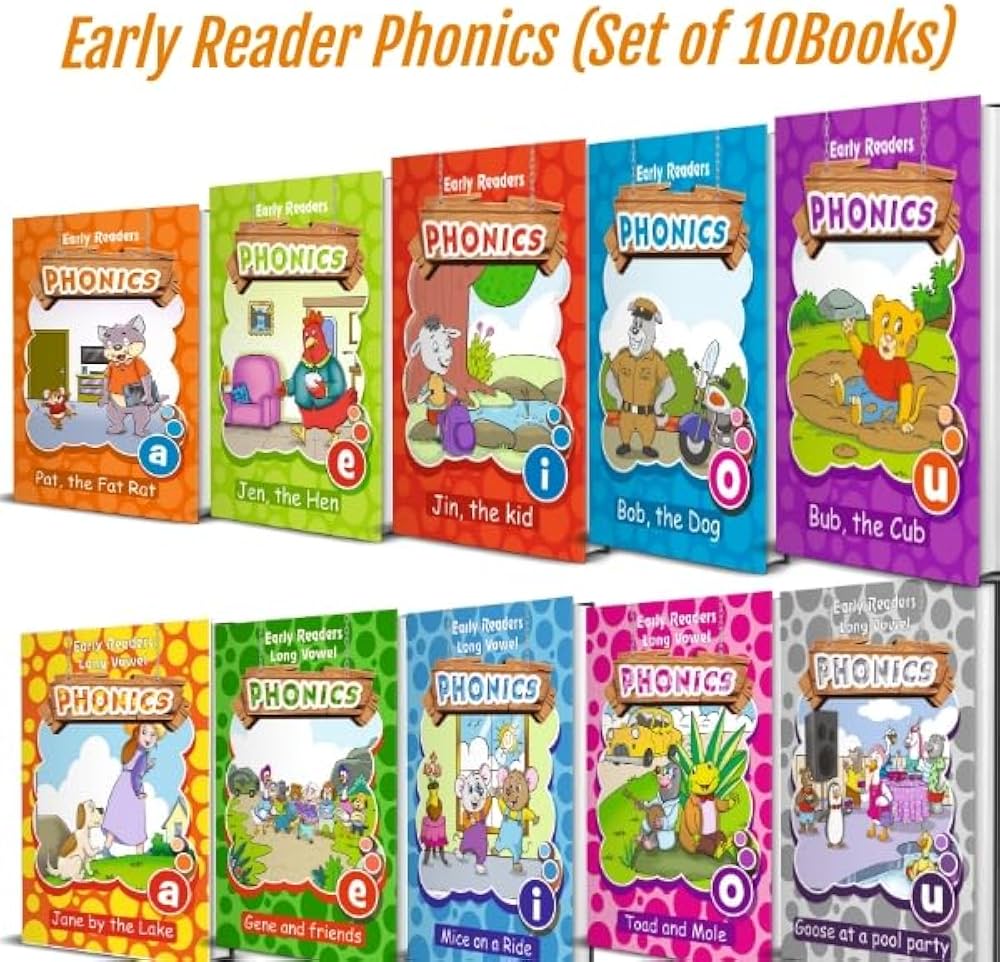 Early Reader Phonics (Set of 10Books)
Early Readers
PHONICS
a
Pat, the Fat Rat
Early Readers
PHONICS
e
Jen, the Hen
Early Readers
PHONICS
i
Jin, the kid
Early Readers
PHONICS
o
Bob, the Dog
Early Readers
PHONICS
u
Bub, the Cub
Early Readers
Long Vowel
PHONICS
a
Jane by the Lake
Early Readers
Long Vowel
PHONICS
e
Gene and friends
Early Readers
Long Vowel
PHONICS
i
Mice on a Ride
Early Readers
Long Vowel
PHONICS
o
Toad and Mole
Early Readers
Long Vowel
PHONICS
u
Goose at a pool party